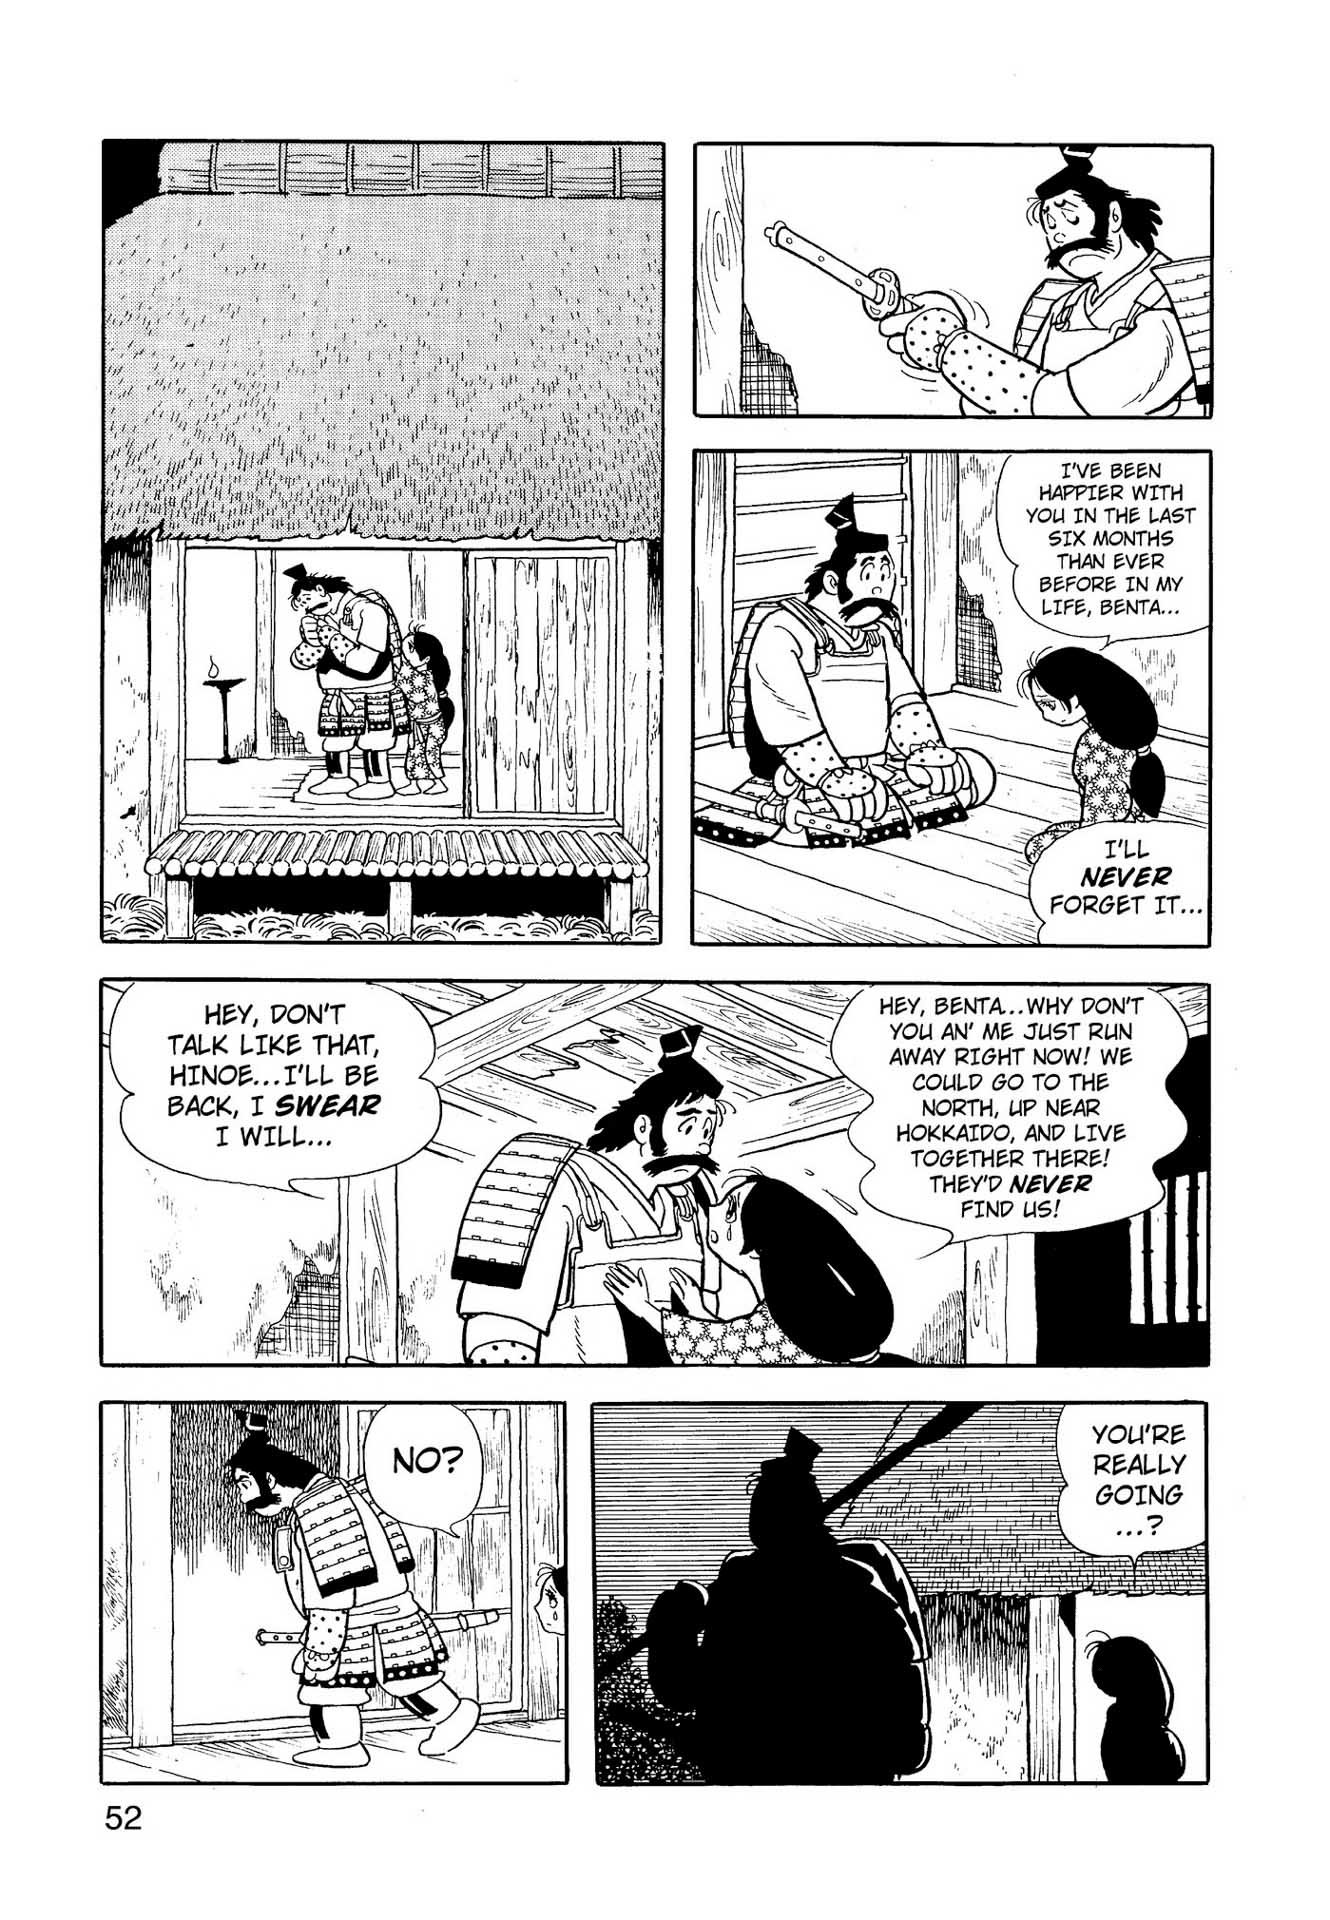 I'VE BEEN
HAPPIER WITH
YOU IN THE LAST
SIX MONTHS
THAN EVER
BEFORE IN MY
LIFE, BENTA...
I'LL
NEVER
FORGET IT...
HEY, DON'T
TALK LIKE THAT,
HINOE...I'LL BE
BACK, I SWEAR
I WILL...
HEY, BENTA...WHY DON'T
YOU AN' ME JUST RUN
AWAY RIGHT NOW! WE
COULD GO TO THE
NORTH, UP NEAR
HOKKAIDO, AND LIVE
TOGETHER THERE!
THEY'D NEVER
FIND US!
NO?
YOU'RE
REALLY
GOING
...?
52